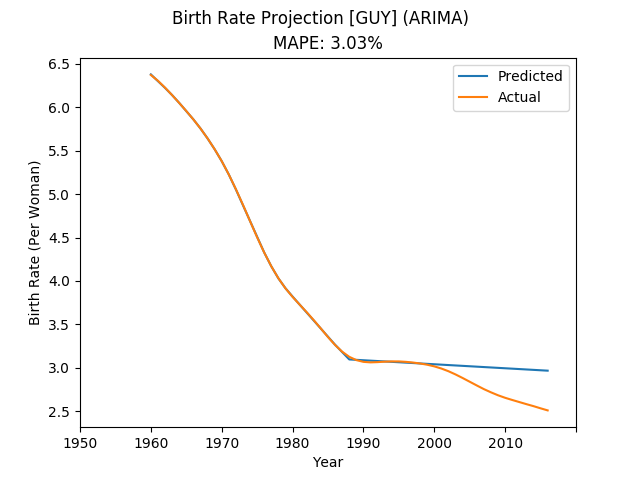 Birth Rate Projection [GUY] (ARIMA)
MAPE: 3.03%
Predicted
Actual
Birth Rate (Per Woman)
6.5
6.0
5.5
5.0
4.5
4.0
3.5
3.0
2.5
1950 1960 1970 1980 1990 2000 2010
Year